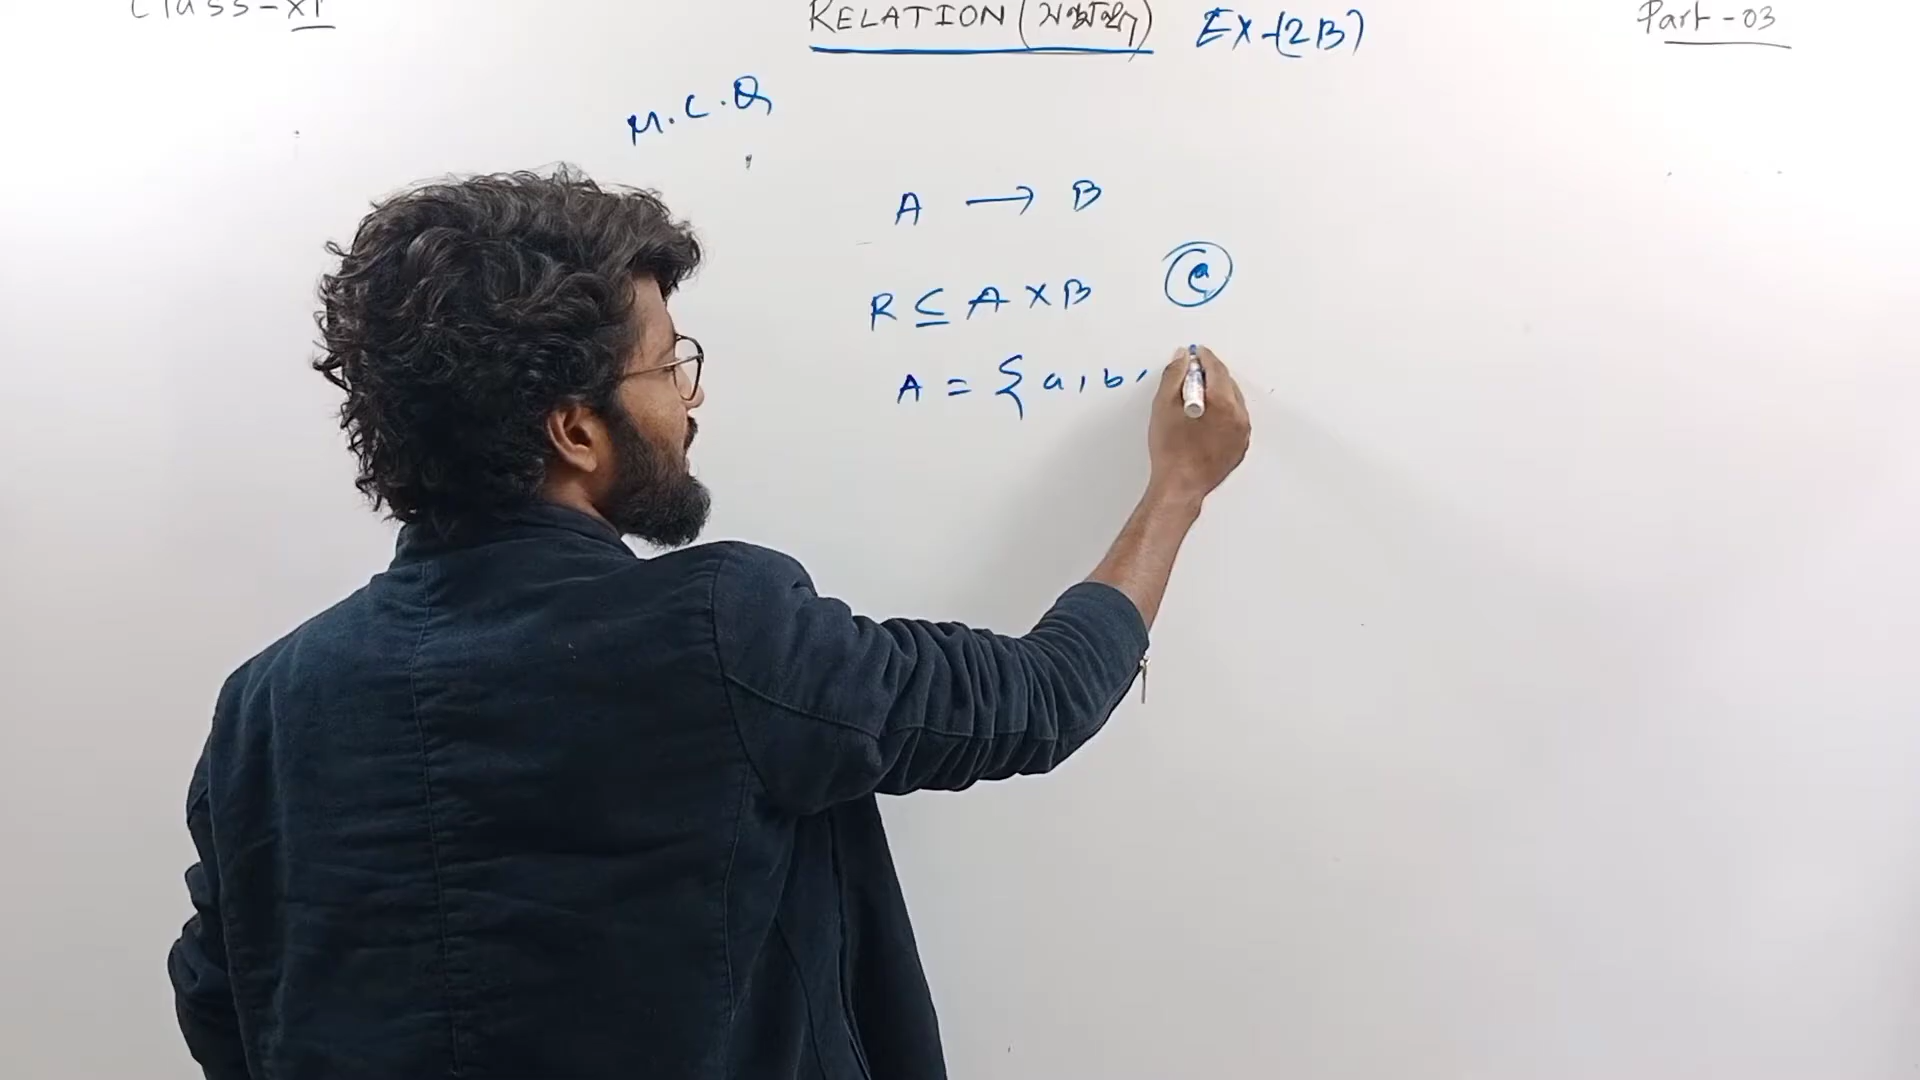 Class-XI
RELATION (সম্বন্ধ) EX-(2B)
Part-03
M.C.Q
A → B
R ⊆ A × B (a)
A = { a, b,